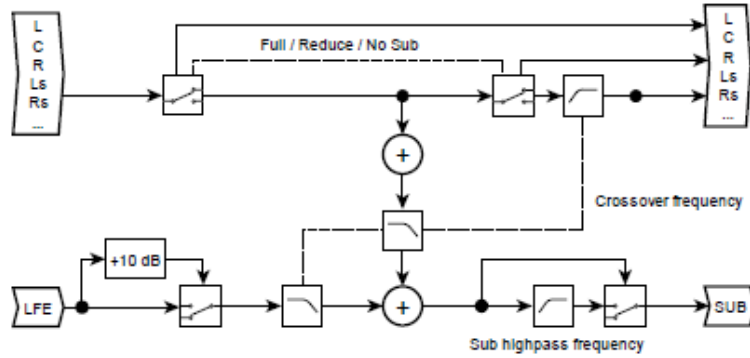 L
C
R
Ls
Rs
...
Full / Reduce / No Sub
L
C
R
Ls
Rs
...
+
Crossover frequency
+10 dB
LFE
+
SUB
Sub highpass frequency